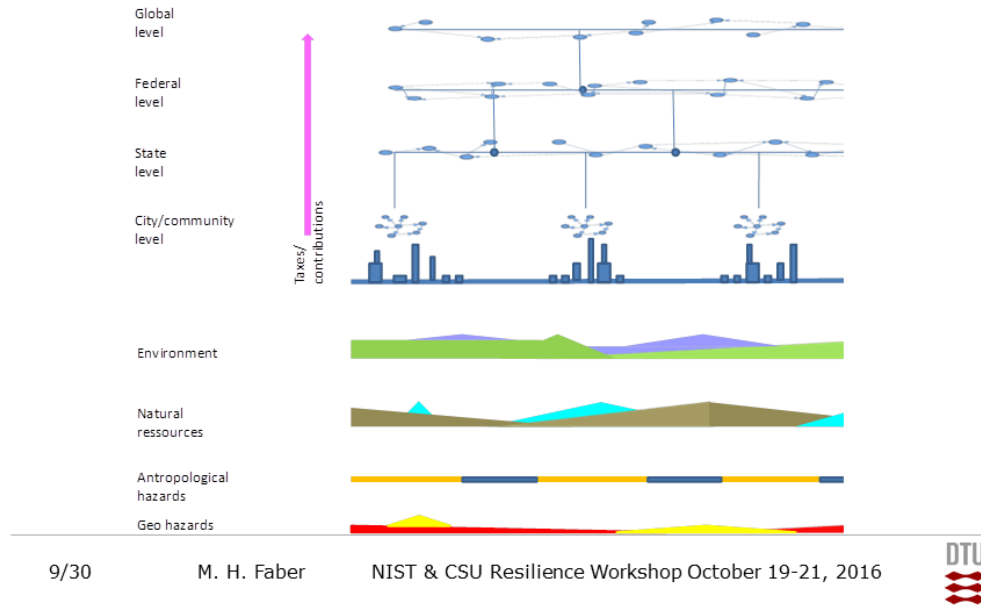 Global
level
Federal
level
State
level
City/community
level
Taxes/
contributions
Environment
Natural
ressources
Antropological
hazards
Geo hazards
9/30 M. H. Faber NIST & CSU Resilience Workshop October 19-21, 2016
DTU